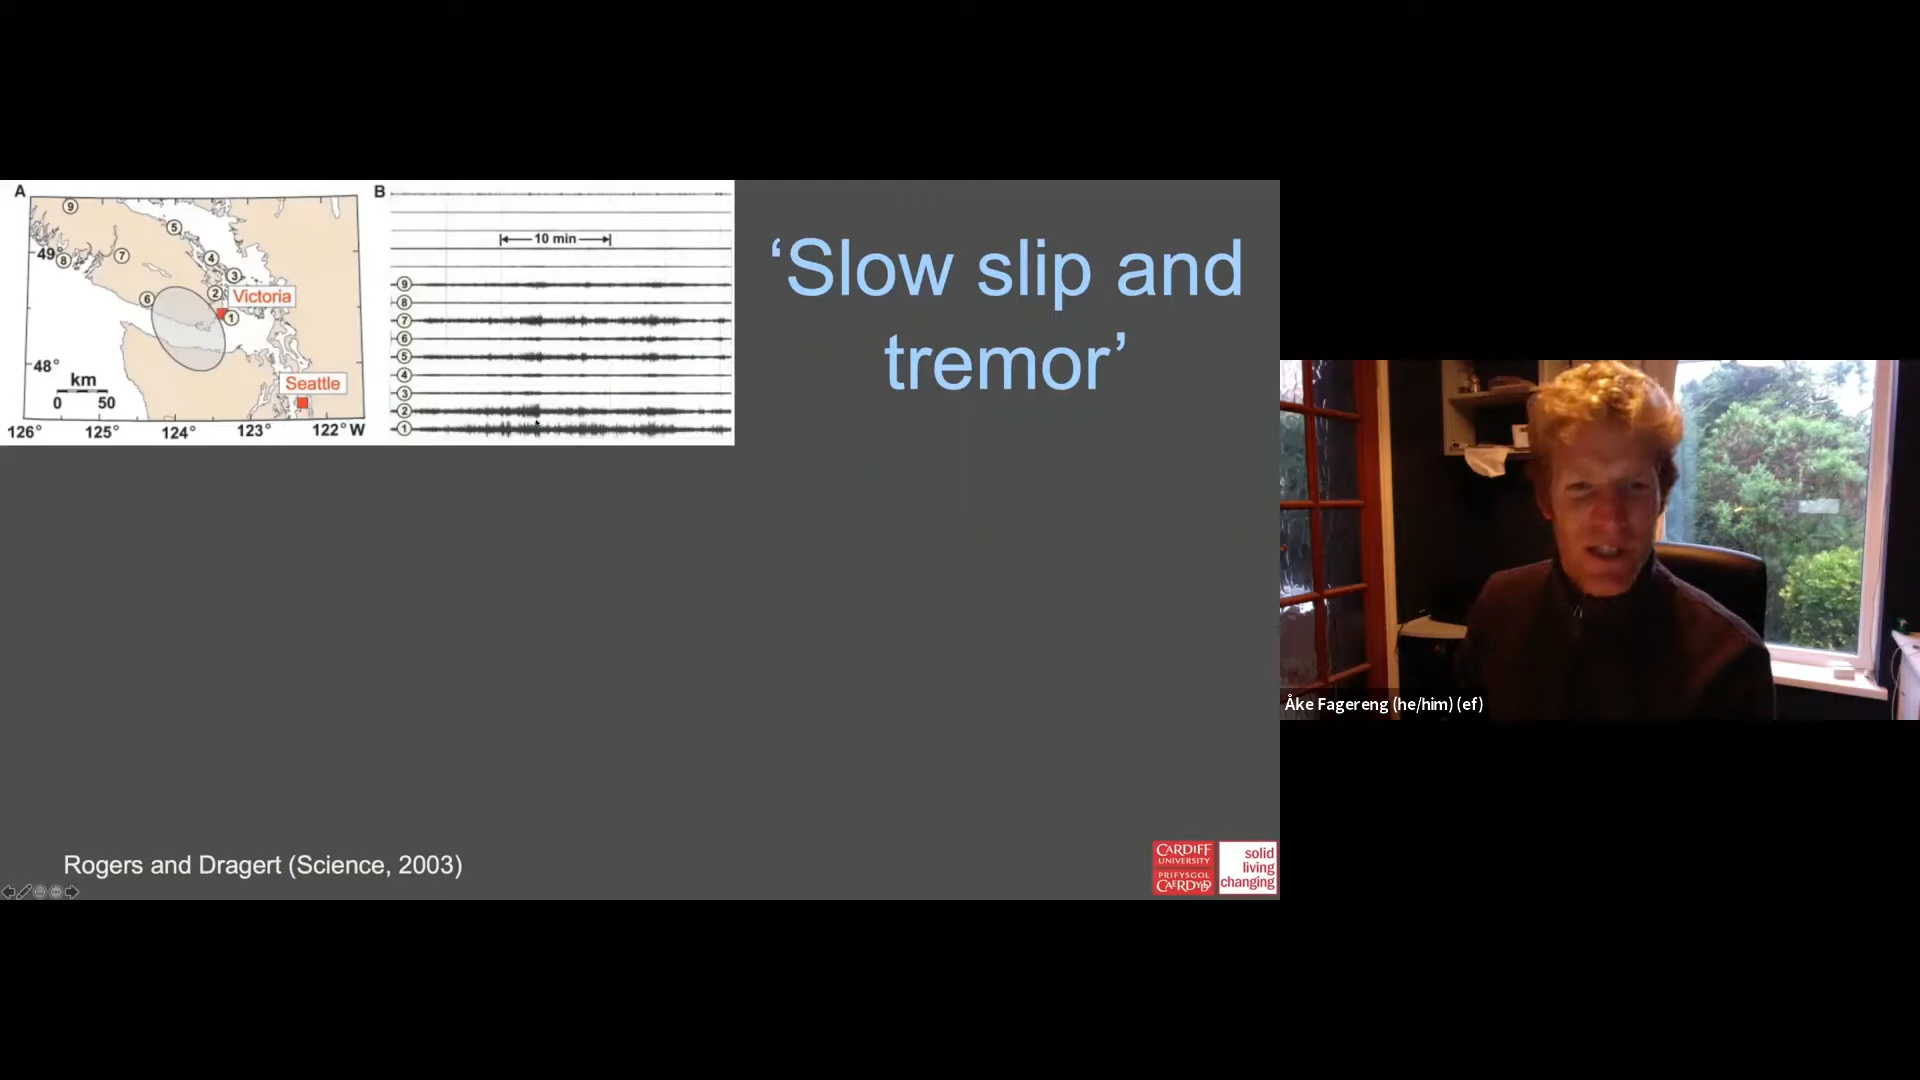 A
B
9
5
49°
8
7
4
3
2
6
Victoria
1
48°
km
0 50
Seattle
126° 125° 124° 123° 122° W
10 min
9
8
7
6
5
4
3
2
1
‘Slow slip and
tremor’
Rogers and Dragert (Science, 2003)
CARDIFF
UNIVERSITY
PRIFYSGOL
CAERDYDD
solid
living
changing
Åke Fagereng (he/him) (ef)